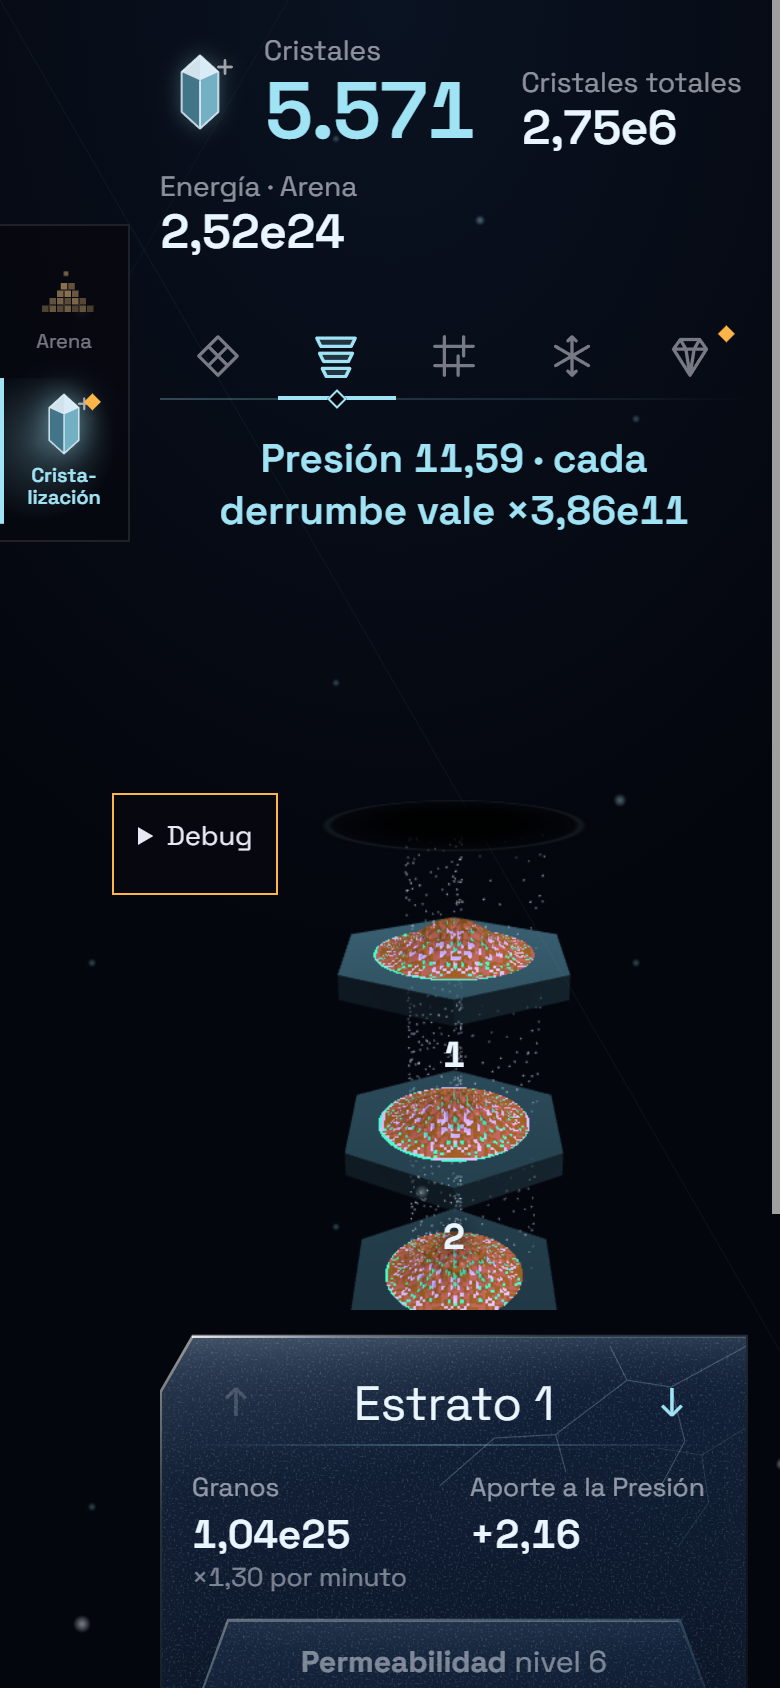 Cristales
5.571
Cristales totales
2,75e6
Energía · Arena
2,52e24
Arena
Crista-
lización
Presión 11,59 · cada
derrumbe vale ×3,86e11
▶ Debug
1
2
↑ Estrato 1 ↓
Granos
1,04e25
×1,30 por minuto
Aporte a la Presión
+2,16
Permeabilidad nivel 6